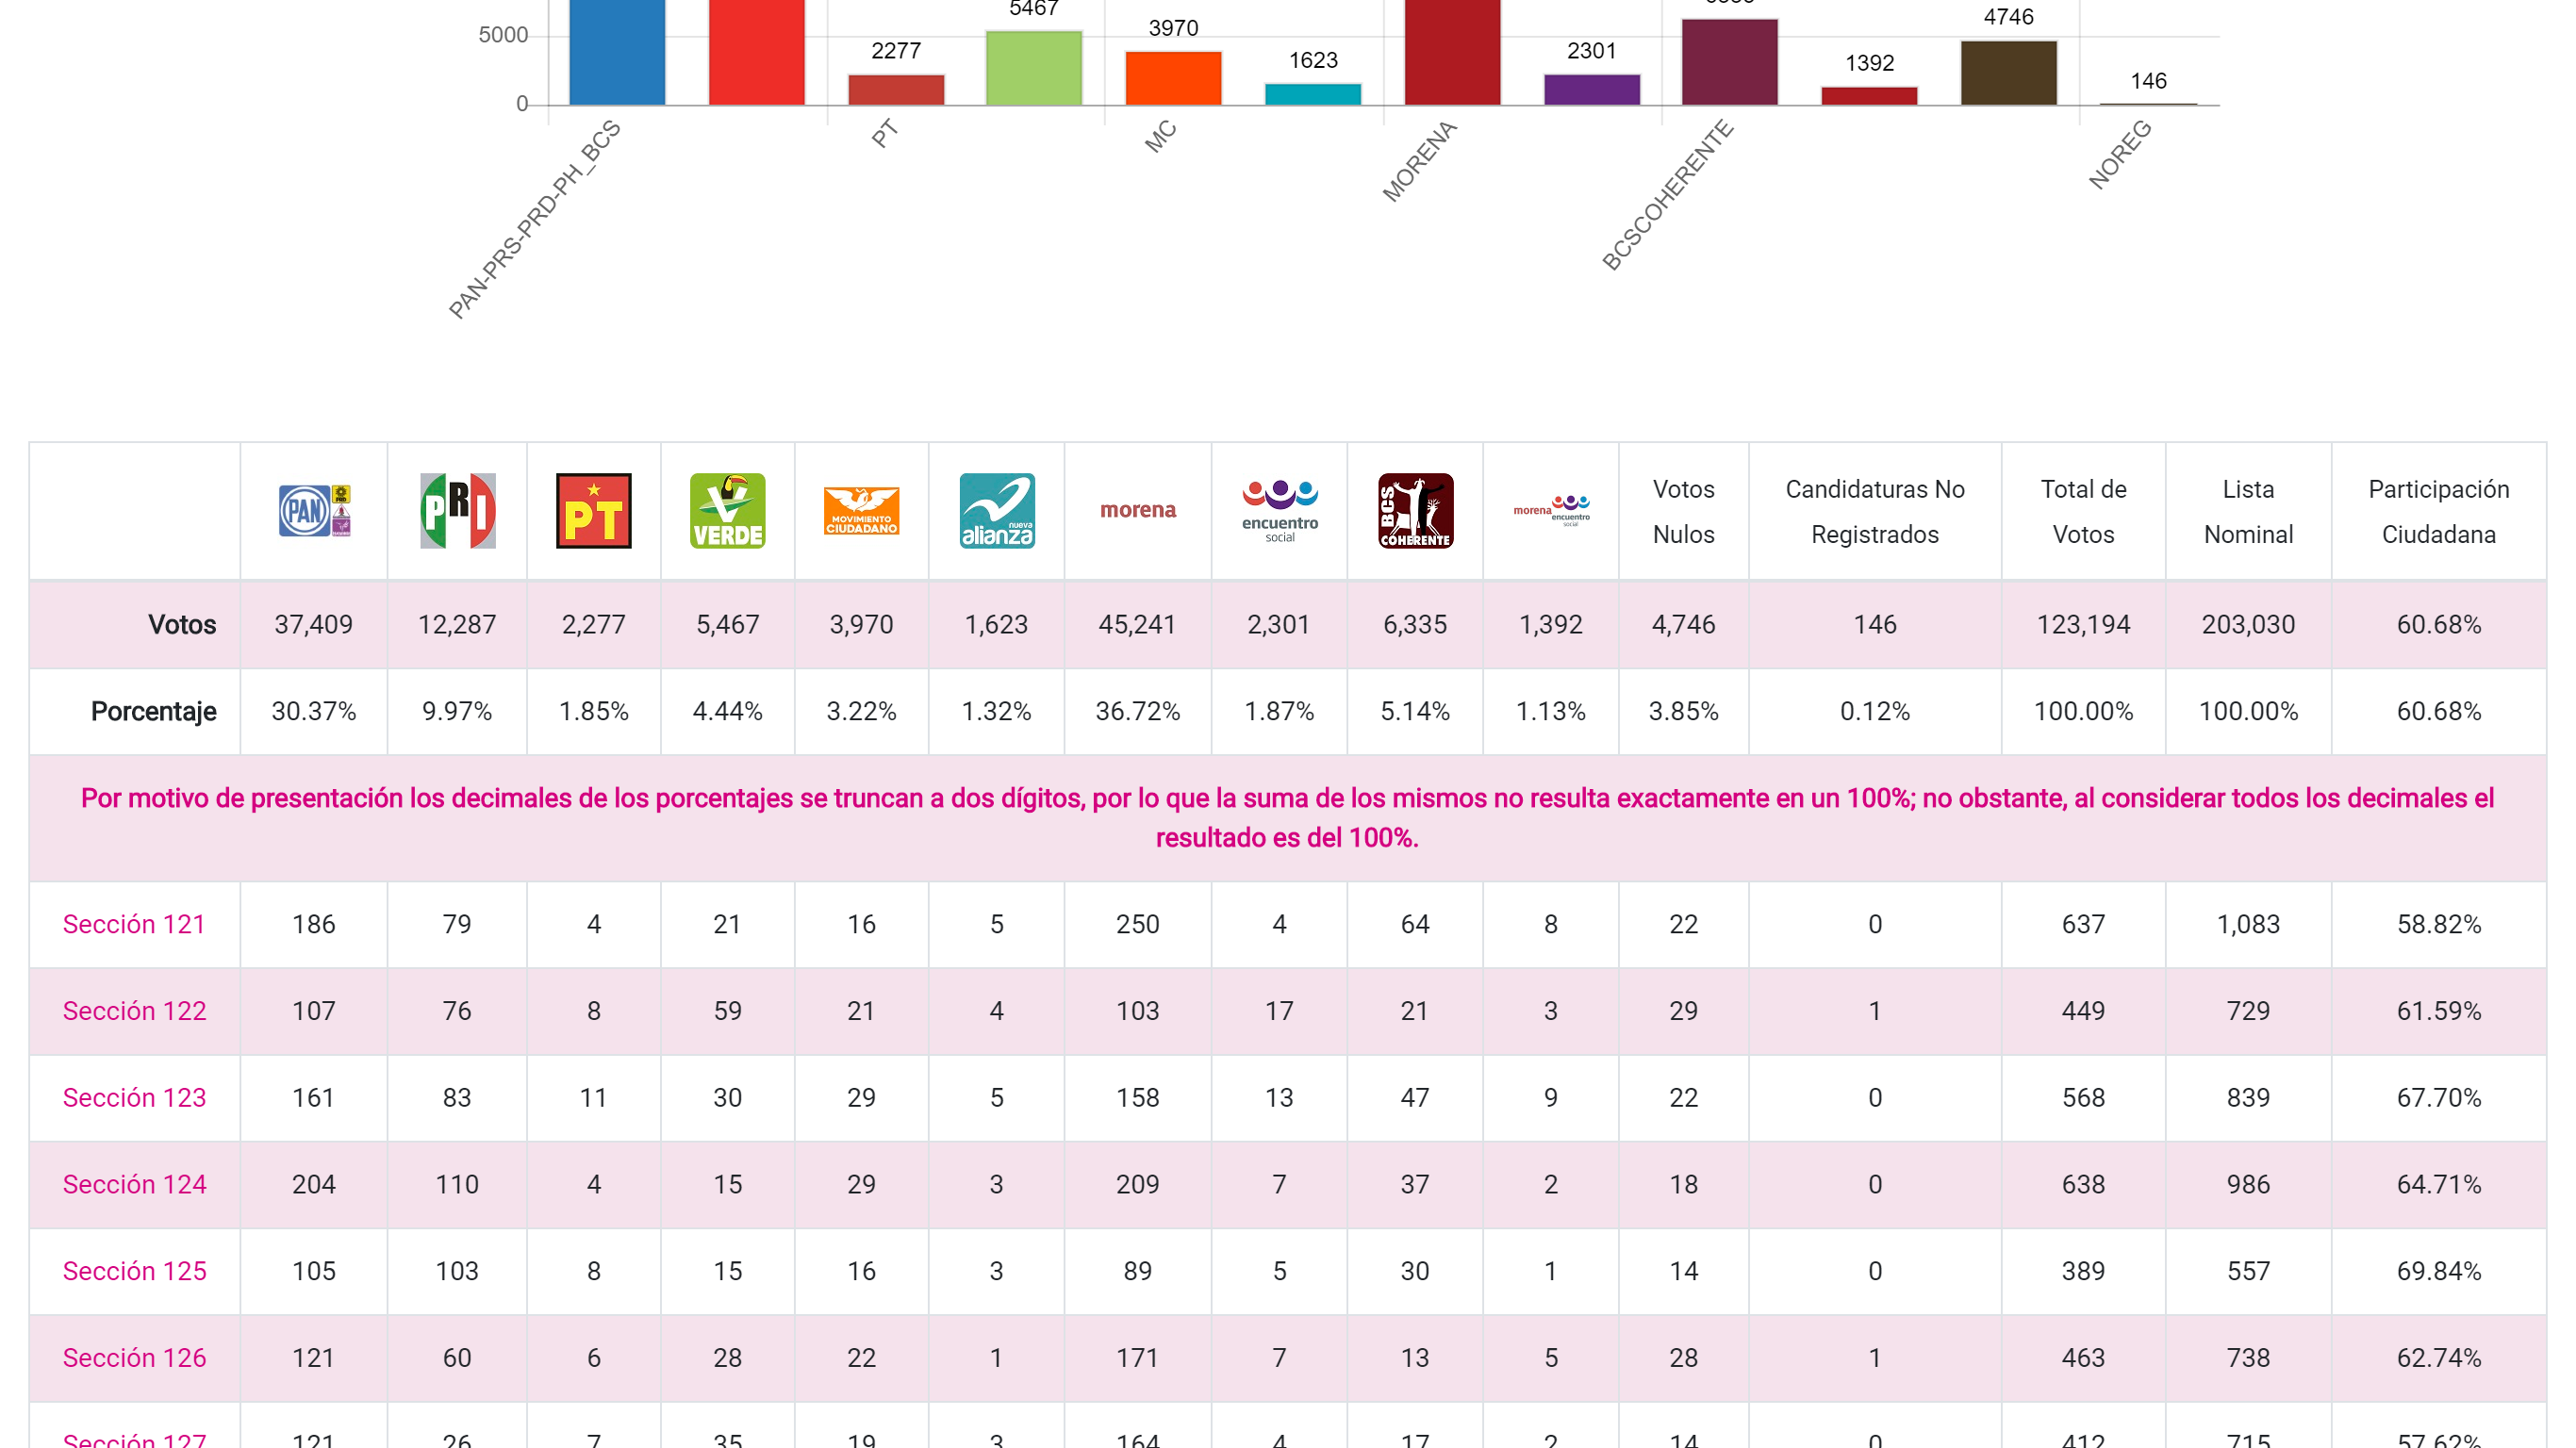 5467
4746
5000
3970
2277
2301
1623
1392
146
0
PAN-PRS-PRD-PH_BCS
PT
MC
MORENA
BCSCOHERENTE
NOREG
PAN PRD PRI PT VERDE MOVIMIENTO CIUDADANO nueva alianza morena encuentro social BCS COHERENTE morena encuentro social Votos Nulos Candidaturas No Registrados Total de Votos Lista Nominal Participación Ciudadana
Votos 37,409 12,287 2,277 5,467 3,970 1,623 45,241 2,301 6,335 1,392 4,746 146 123,194 203,030 60.68%
Porcentaje 30.37% 9.97% 1.85% 4.44% 3.22% 1.32% 36.72% 1.87% 5.14% 1.13% 3.85% 0.12% 100.00% 100.00% 60.68%
Por motivo de presentación los decimales de los porcentajes se truncan a dos dígitos, por lo que la suma de los mismos no resulta exactamente en un 100%; no obstante, al considerar todos los decimales el
resultado es del 100%.
Sección 121 186 79 4 21 16 5 250 4 64 8 22 0 637 1,083 58.82%
Sección 122 107 76 8 59 21 4 103 17 21 3 29 1 449 729 61.59%
Sección 123 161 83 11 30 29 5 158 13 47 9 22 0 568 839 67.70%
Sección 124 204 110 4 15 29 3 209 7 37 2 18 0 638 986 64.71%
Sección 125 105 103 8 15 16 3 89 5 30 1 14 0 389 557 69.84%
Sección 126 121 60 6 28 22 1 171 7 13 5 28 1 463 738 62.74%
Sección 127 121 26 7 35 19 3 164 4 17 2 14 0 412 715 57.62%